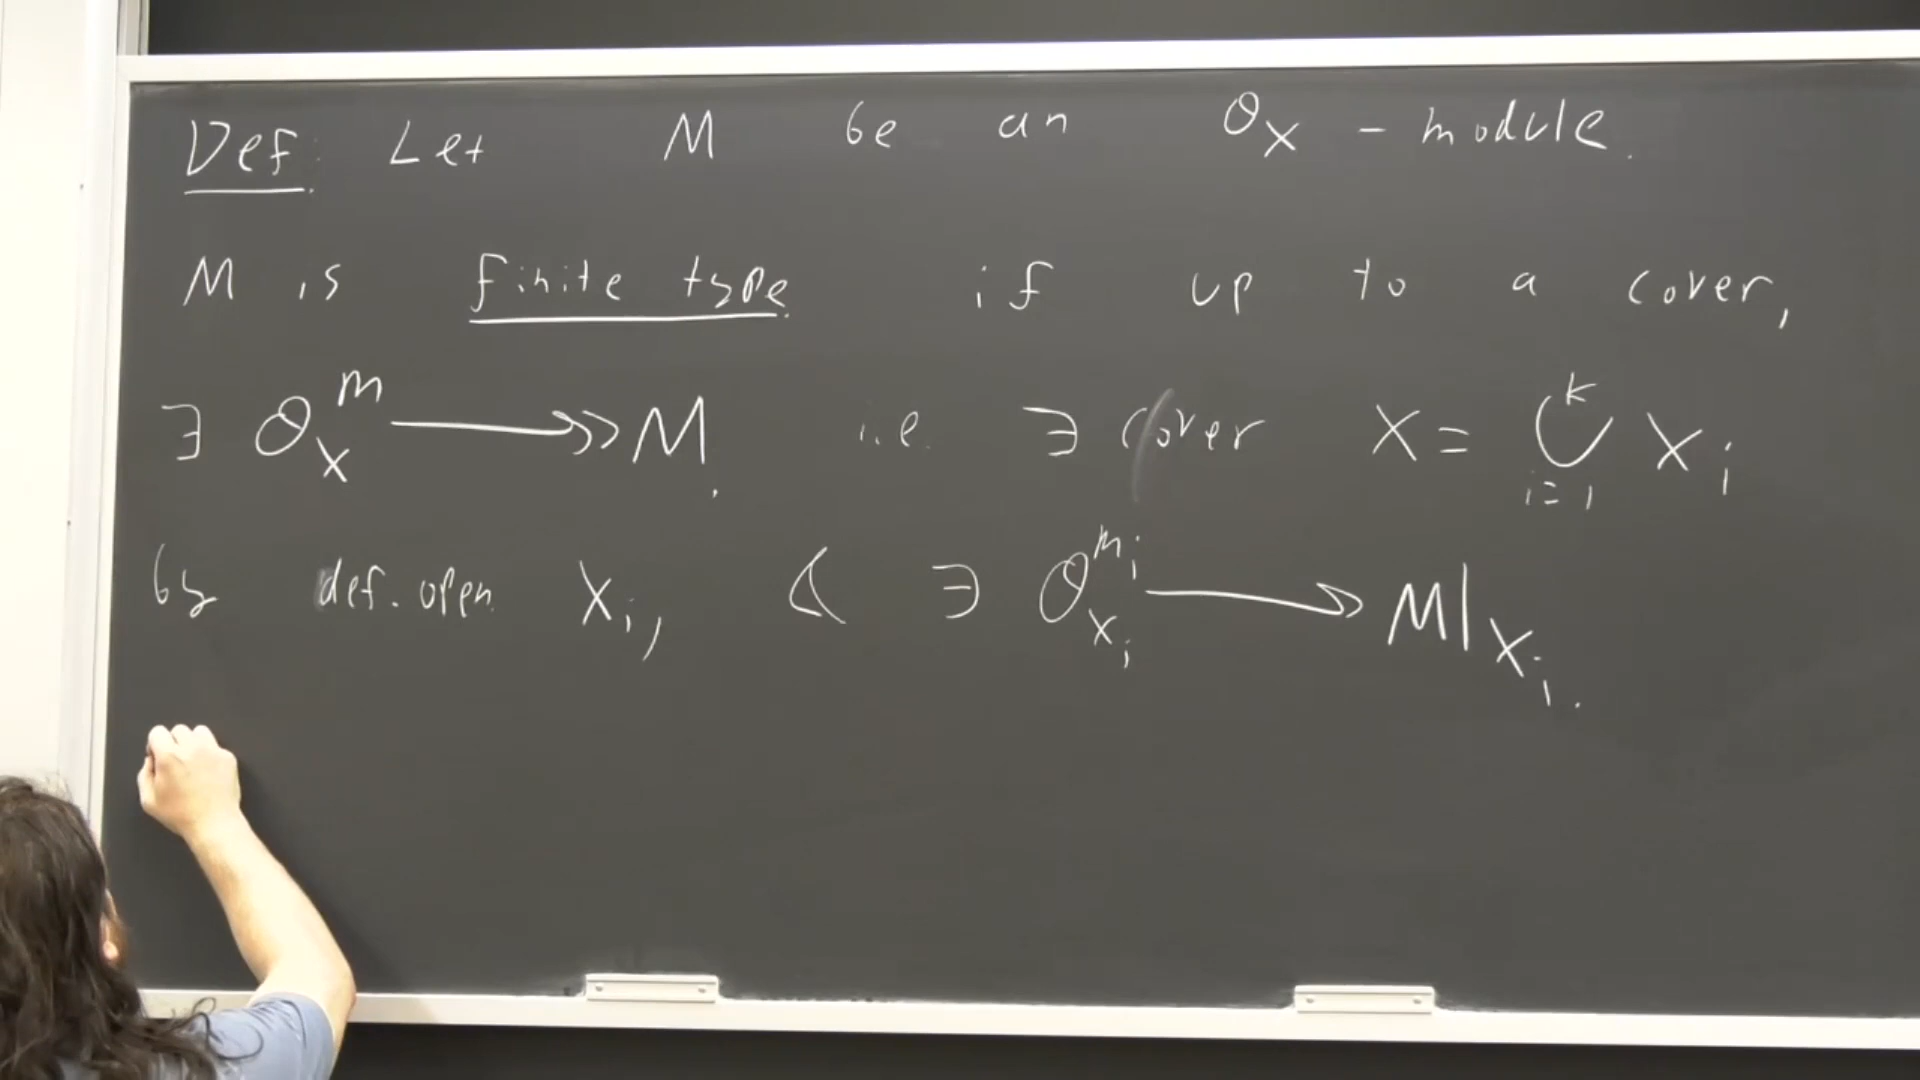 Def. Let M be an 𝒪_X - module.
M is finite type if up to a cover,
∃ 𝒪_X^m ↠ M. i.e. ∃ cover X = ⋃_{i=1}^k X_i
by def. open X_i, & ∃ 𝒪_{X_i}^{m_i} → M|_{X_i}.